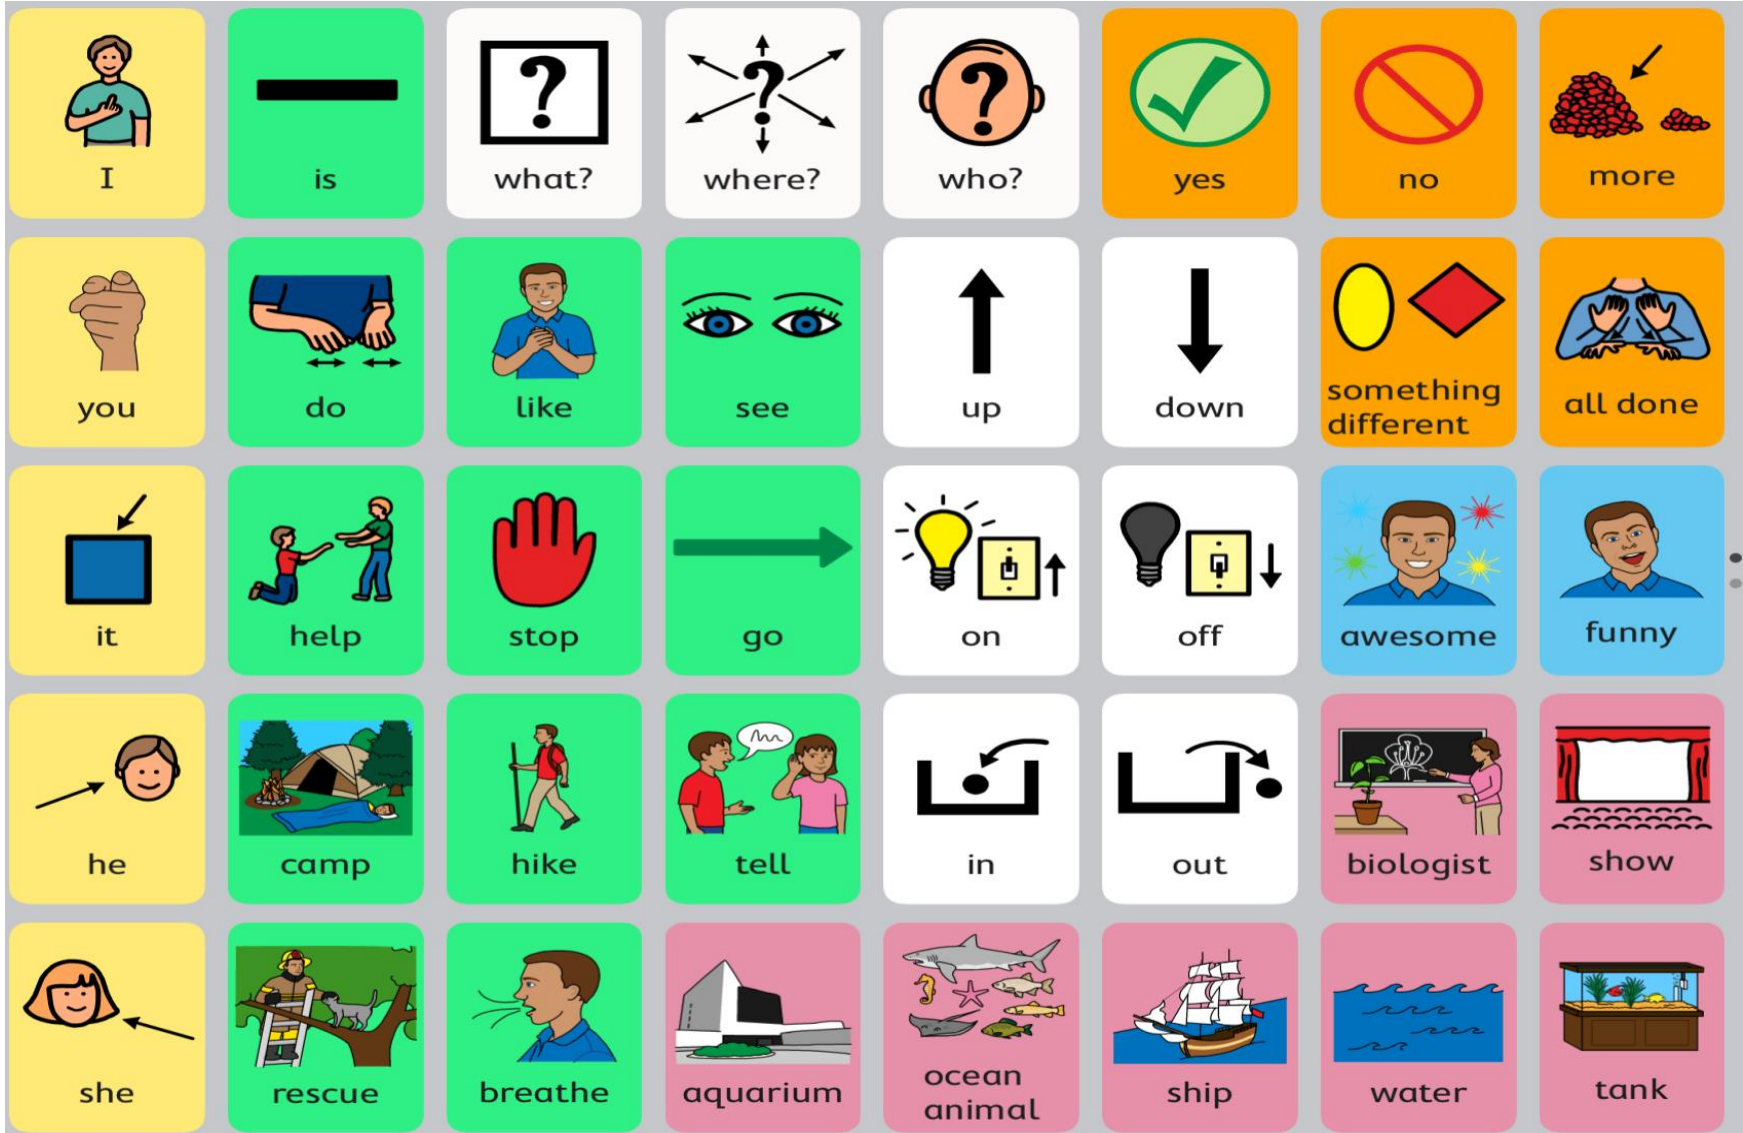 I
is
what?
where?
who?
yes
no
more
you
do
like
see
up
down
something
different
all done
it
help
stop
go
on
off
awesome
funny
he
camp
hike
tell
in
out
biologist
show
she
rescue
breathe
aquarium
ocean
animal
ship
water
tank